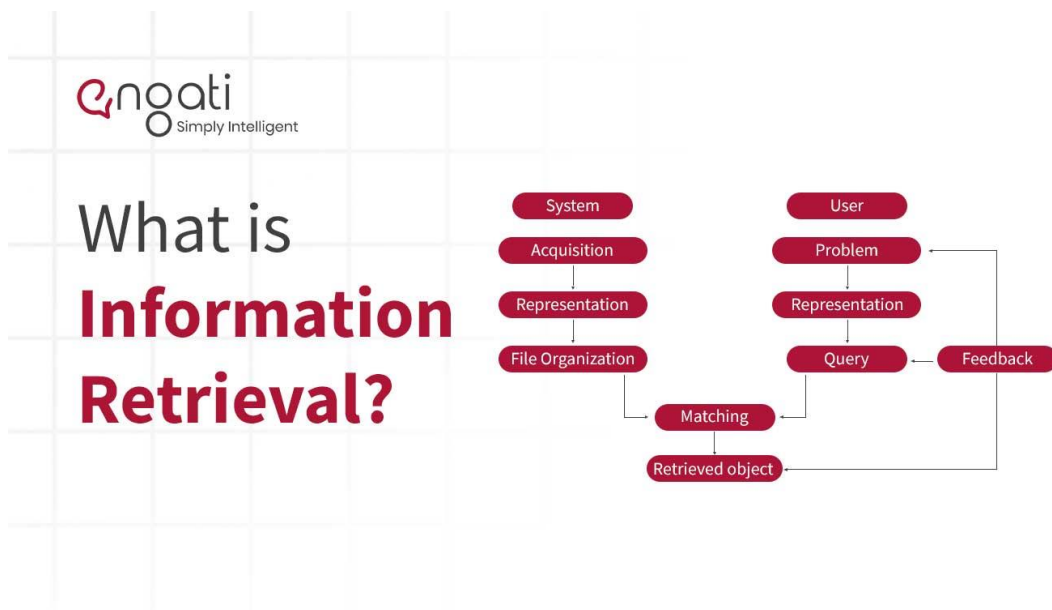 engati
Simply Intelligent
What is
Information
Retrieval?
System
User
Acquisition
Problem
Representation
Representation
File Organization
Query
Feedback
Matching
Retrieved object